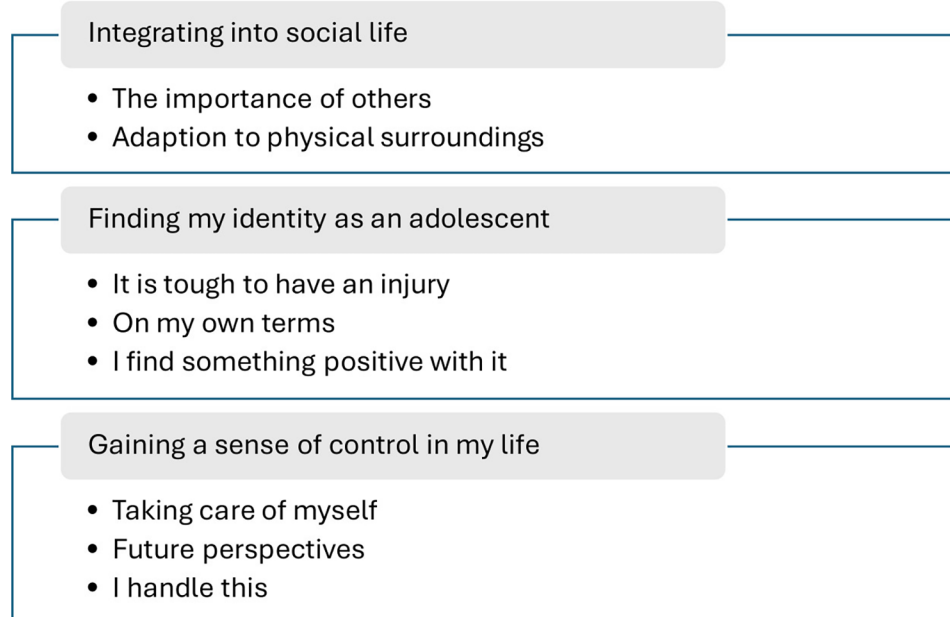 Integrating into social life
• The importance of others
• Adaption to physical surroundings
Finding my identity as an adolescent
• It is tough to have an injury
• On my own terms
• I find something positive with it
Gaining a sense of control in my life
• Taking care of myself
• Future perspectives
• I handle this